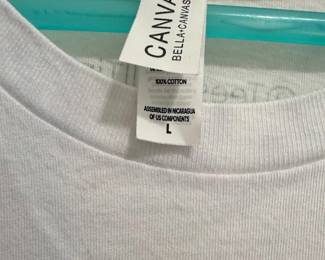 CANVA
BELLA+CANVAS
100% COTTON
ASSEMBLED IN NICARAGUA
OF US COMPONENTS
L